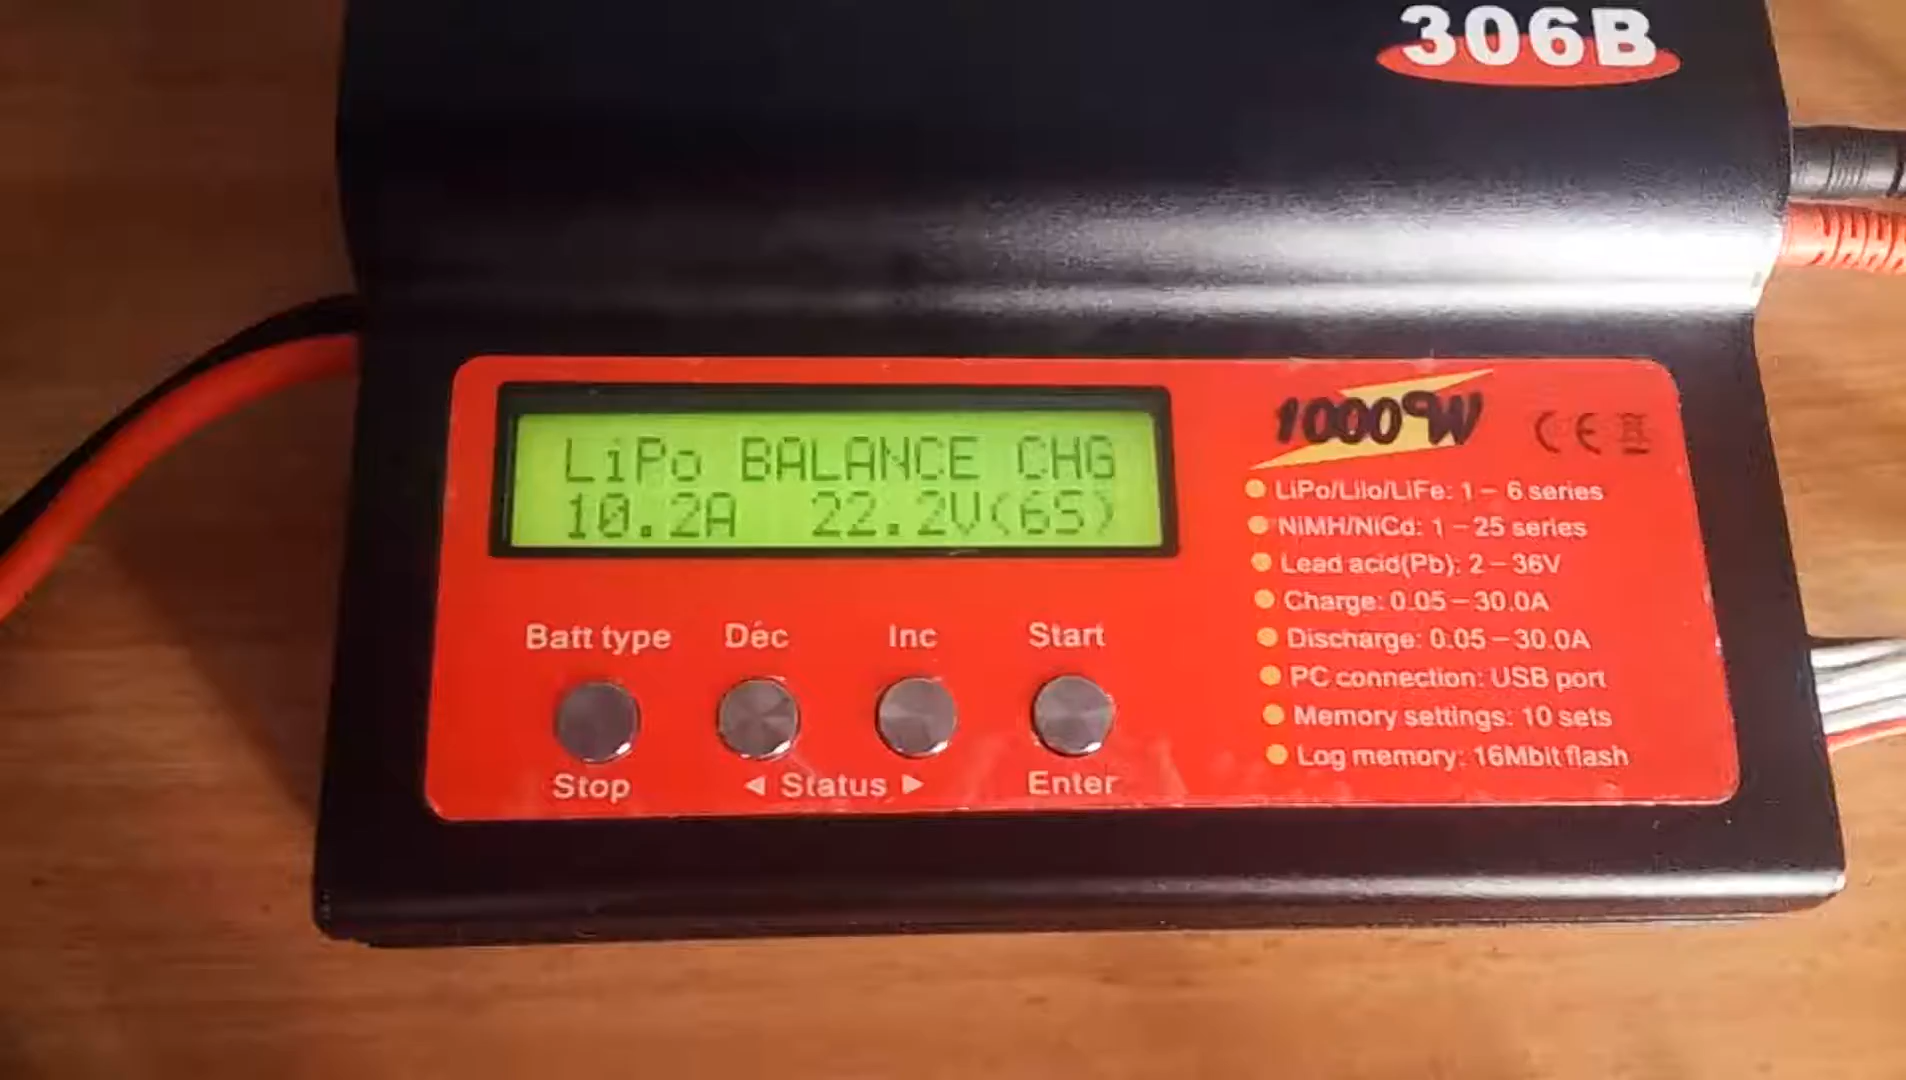 306B
LiPo BALANCE CHG
10.2A 22.2V(6S)
1000W
CE
LiPo/LiIo/LiFe: 1 – 6 series
NiMH/NiCd: 1 – 25 series
Lead acid(Pb): 2 – 36V
Charge: 0.05 – 30.0A
Discharge: 0.05 – 30.0A
PC connection: USB port
Memory settings: 10 sets
Log memory: 16Mbit flash
Batt type Déc Inc Start
Stop ◄ Status ► Enter